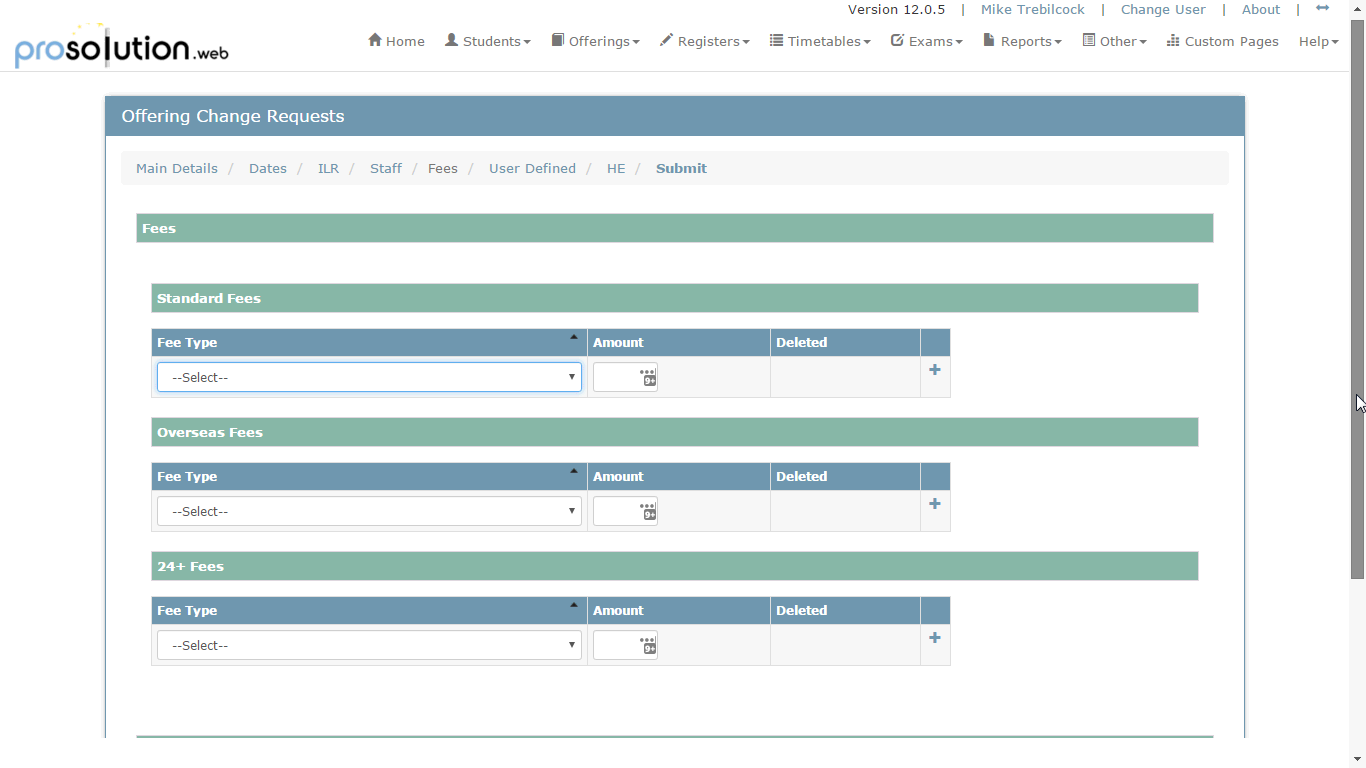 Version 12.0.5 | Mike Trebilcock | Change User | About |
prosolution.web
Home Students Offerings Registers Timetables Exams Reports Other Custom Pages Help
Offering Change Requests
Main Details / Dates / ILR / Staff / Fees / User Defined / HE / Submit
Fees
Standard Fees
Fee Type Amount Deleted
--Select-- 9+ +
Overseas Fees
Fee Type Amount Deleted
--Select-- 9+ +
24+ Fees
Fee Type Amount Deleted
--Select-- 9+ +